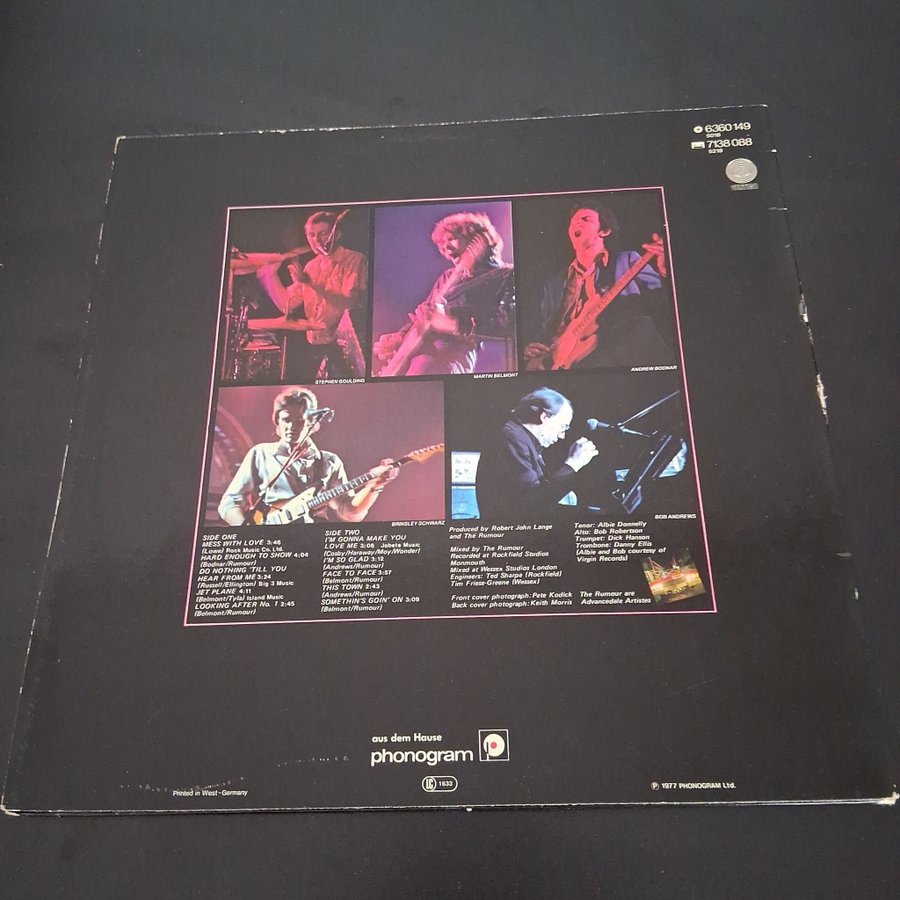 6360 149
SD18
7138 088
S218
STEPHEN GOULDING
MARTIN BELMONT
ANDREW BODNAR
BRINSLEY SCHWARZ
BOB ANDREWS
SIDE ONE
MESS WITH LOVE 3:46
(Lowe) Rock Music Co. Ltd.
HARD ENOUGH TO SHOW 4:04
(Bodnar/Rumour)
DO NOTHING 'TILL YOU
HEAR FROM ME 3:24
(Russell/Ellington) Big 3 Music
JET PLANE 4:11
(Belmont/Tyla) Island Music
LOOKING AFTER No. 1 2:45
(Belmont/Rumour)
SIDE TWO
I'M GONNA MAKE YOU
LOVE ME 3:06 Jobete Music
(Cosby/Haraway/Moy/Wonder)
I'M SO GLAD 3:12
(Andrews/Rumour)
FACE TO FACE 3:57
(Belmont/Rumour)
THIS TOWN 2:43
(Andrews/Rumour)
SOMETHIN'S GOIN' ON 3:09
(Belmont/Rumour)
Produced by Robert John Lange
and The Rumour
Mixed by The Rumour
Recorded at Rockfield Studios
Monmouth
Mixed at Wessex Studios London
Engineers: Ted Sharpe (Rockfield)
Tim Friese-Greene (Wessex)
Front cover photograph: Pete Kodick
Back cover photograph: Keith Morris
Tenor: Albie Donnelly
Alto: Bob Robertson
Trumpet: Dick Hanson
Trombone: Danny Ellis
(Albie and Bob courtesy of
Virgin Records)
The Rumour are
Advancedale Artistes
aus dem Hause
phonogram
LC 1633
Printed in West-Germany
℗ 1977 PHONOGRAM Ltd.